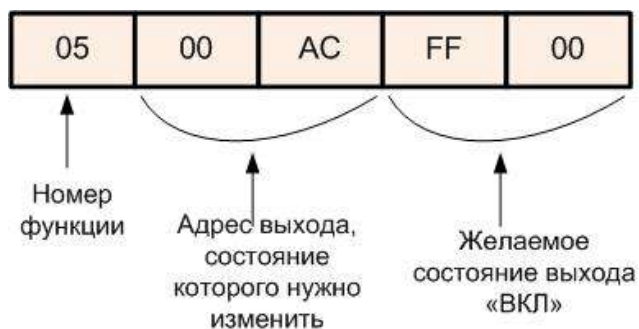 05 00 AC FF 00
Номер
функции
Адрес выхода,
состояние
которого нужно
изменить
Желаемое
состояние выхода
«ВКЛ»